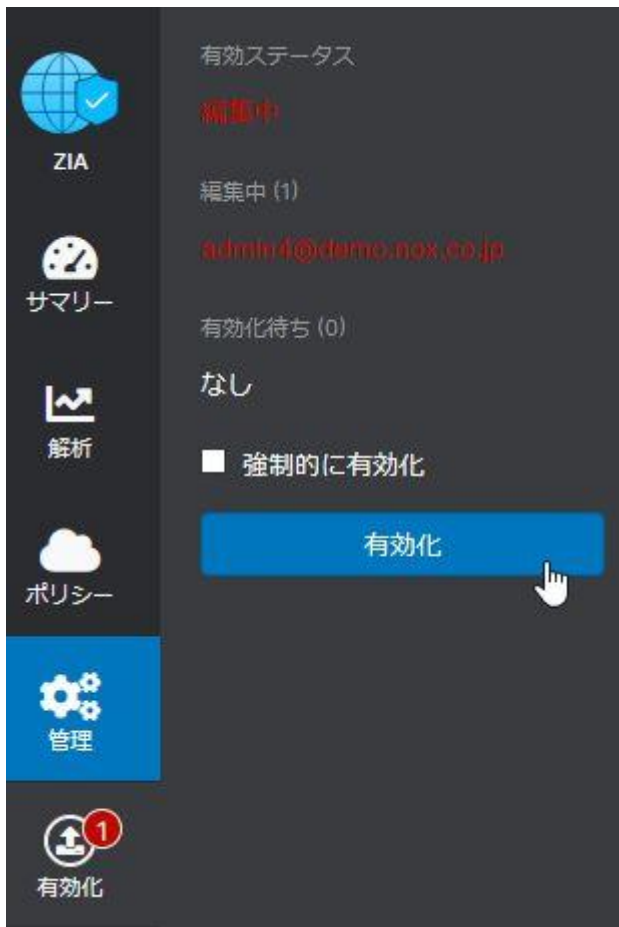 ZIA
サマリー
解析
ポリシー
管理
1
有効化
有効ステータス
編集中
編集中 (1)
admin4@demo.nox.co.jp
有効化待ち (0)
なし
強制的に有効化
有効化